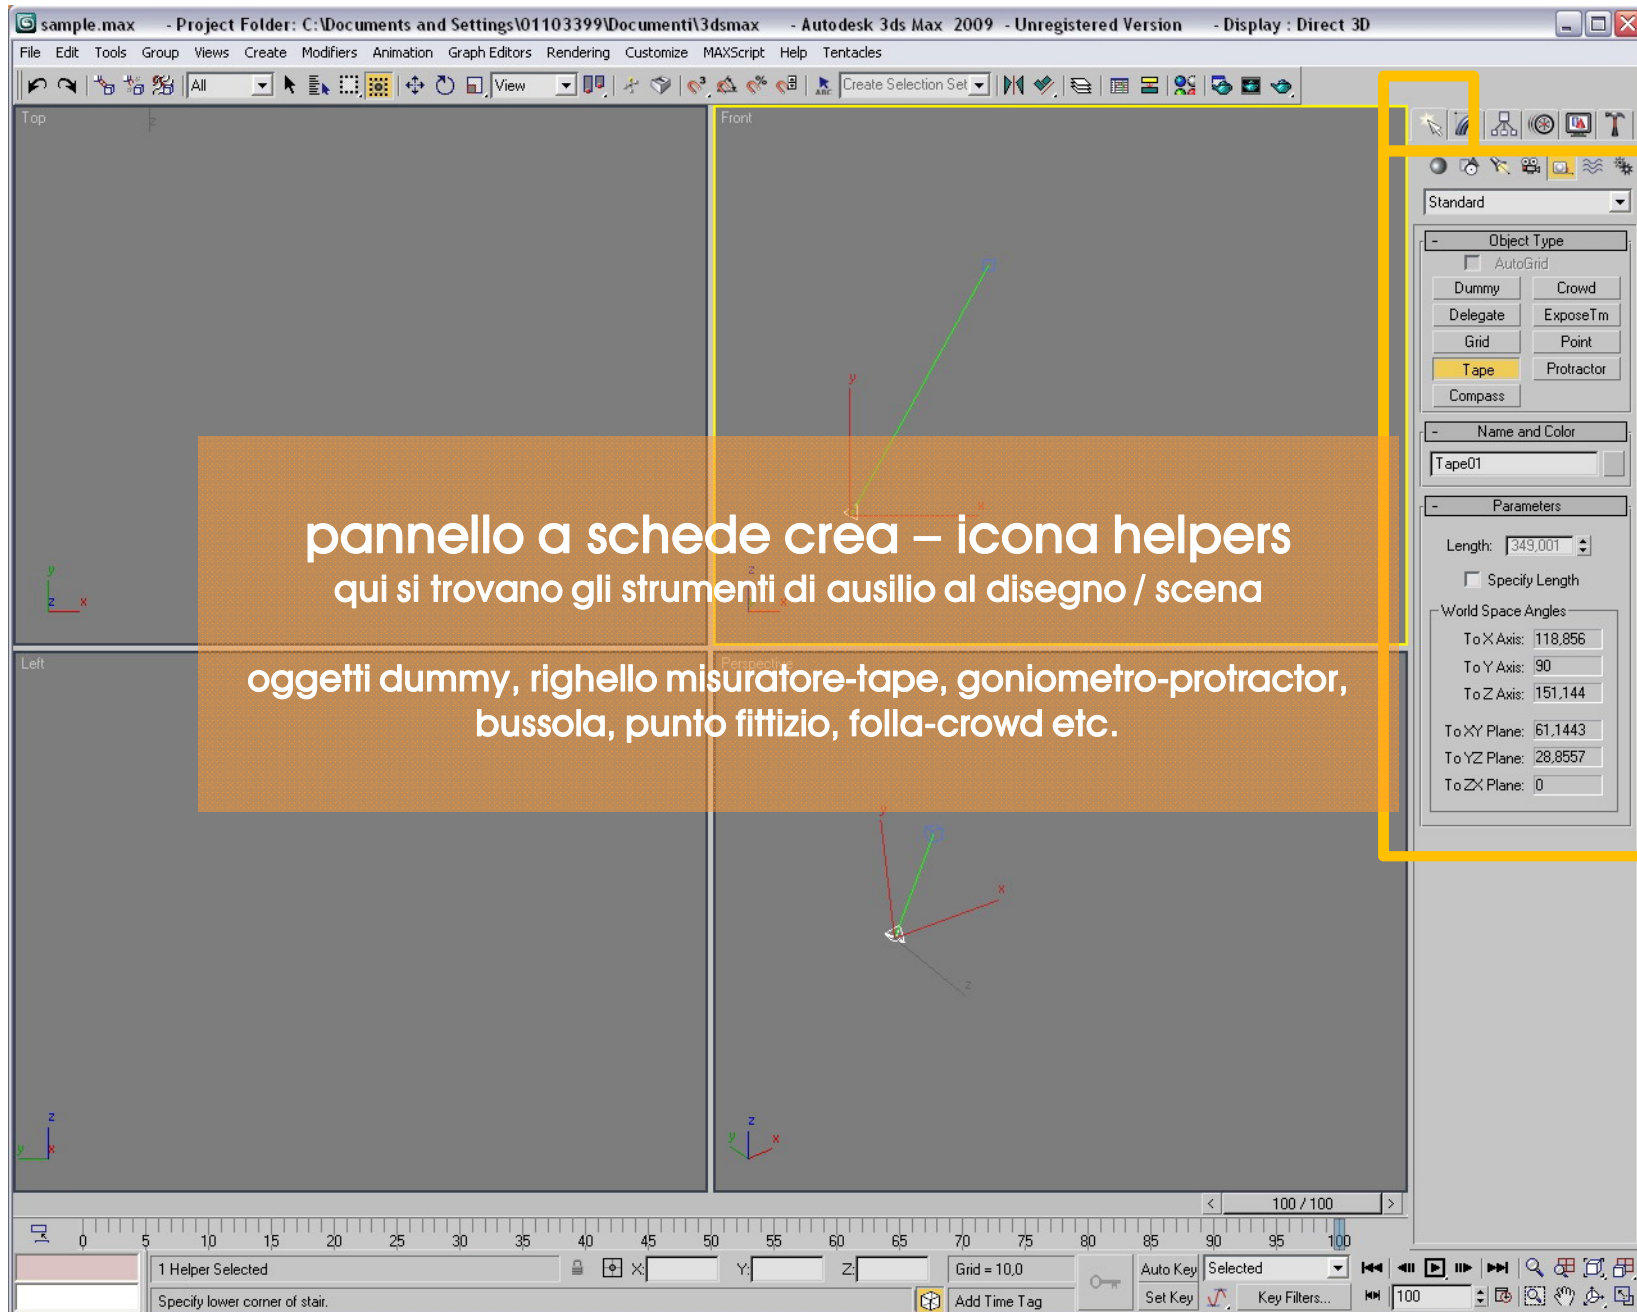 sample.max - Project Folder: C:\Documents and Settings\01103399\Documenti\3dsmax - Autodesk 3ds Max 2009 - Unregistered Version - Display : Direct 3D
File Edit Tools Group Views Create Modifiers Animation Graph Editors Rendering Customize MAXScript Help Tentacles
All View Create Selection Set
Top
Front
Left
Perspective
Standard
- Object Type
AutoGrid
Dummy Crowd
Delegate ExposeTm
Grid Point
Tape Protractor
Compass
- Name and Color
Tape01
- Parameters
Length: 349,001
Specify Length
World Space Angles
To X Axis: 118,856
To Y Axis: 90
To Z Axis: 151,144
To XY Plane: 61,1443
To YZ Plane: 28,8557
To ZX Plane: 0
pannello a schede crea – icona helpers
qui si trovano gli strumenti di ausilio al disegno / scena
oggetti dummy, righello misuratore-tape, goniometro-protractor,
bussola, punto fittizio, folla-crowd etc.
< 100 / 100 >
0 5 10 15 20 25 30 35 40 45 50 55 60 65 70 75 80 85 90 95 100
1 Helper Selected X: Y: Z: Grid = 10,0 Auto Key Selected
Specify lower corner of stair. Add Time Tag Set Key Key Filters... 100